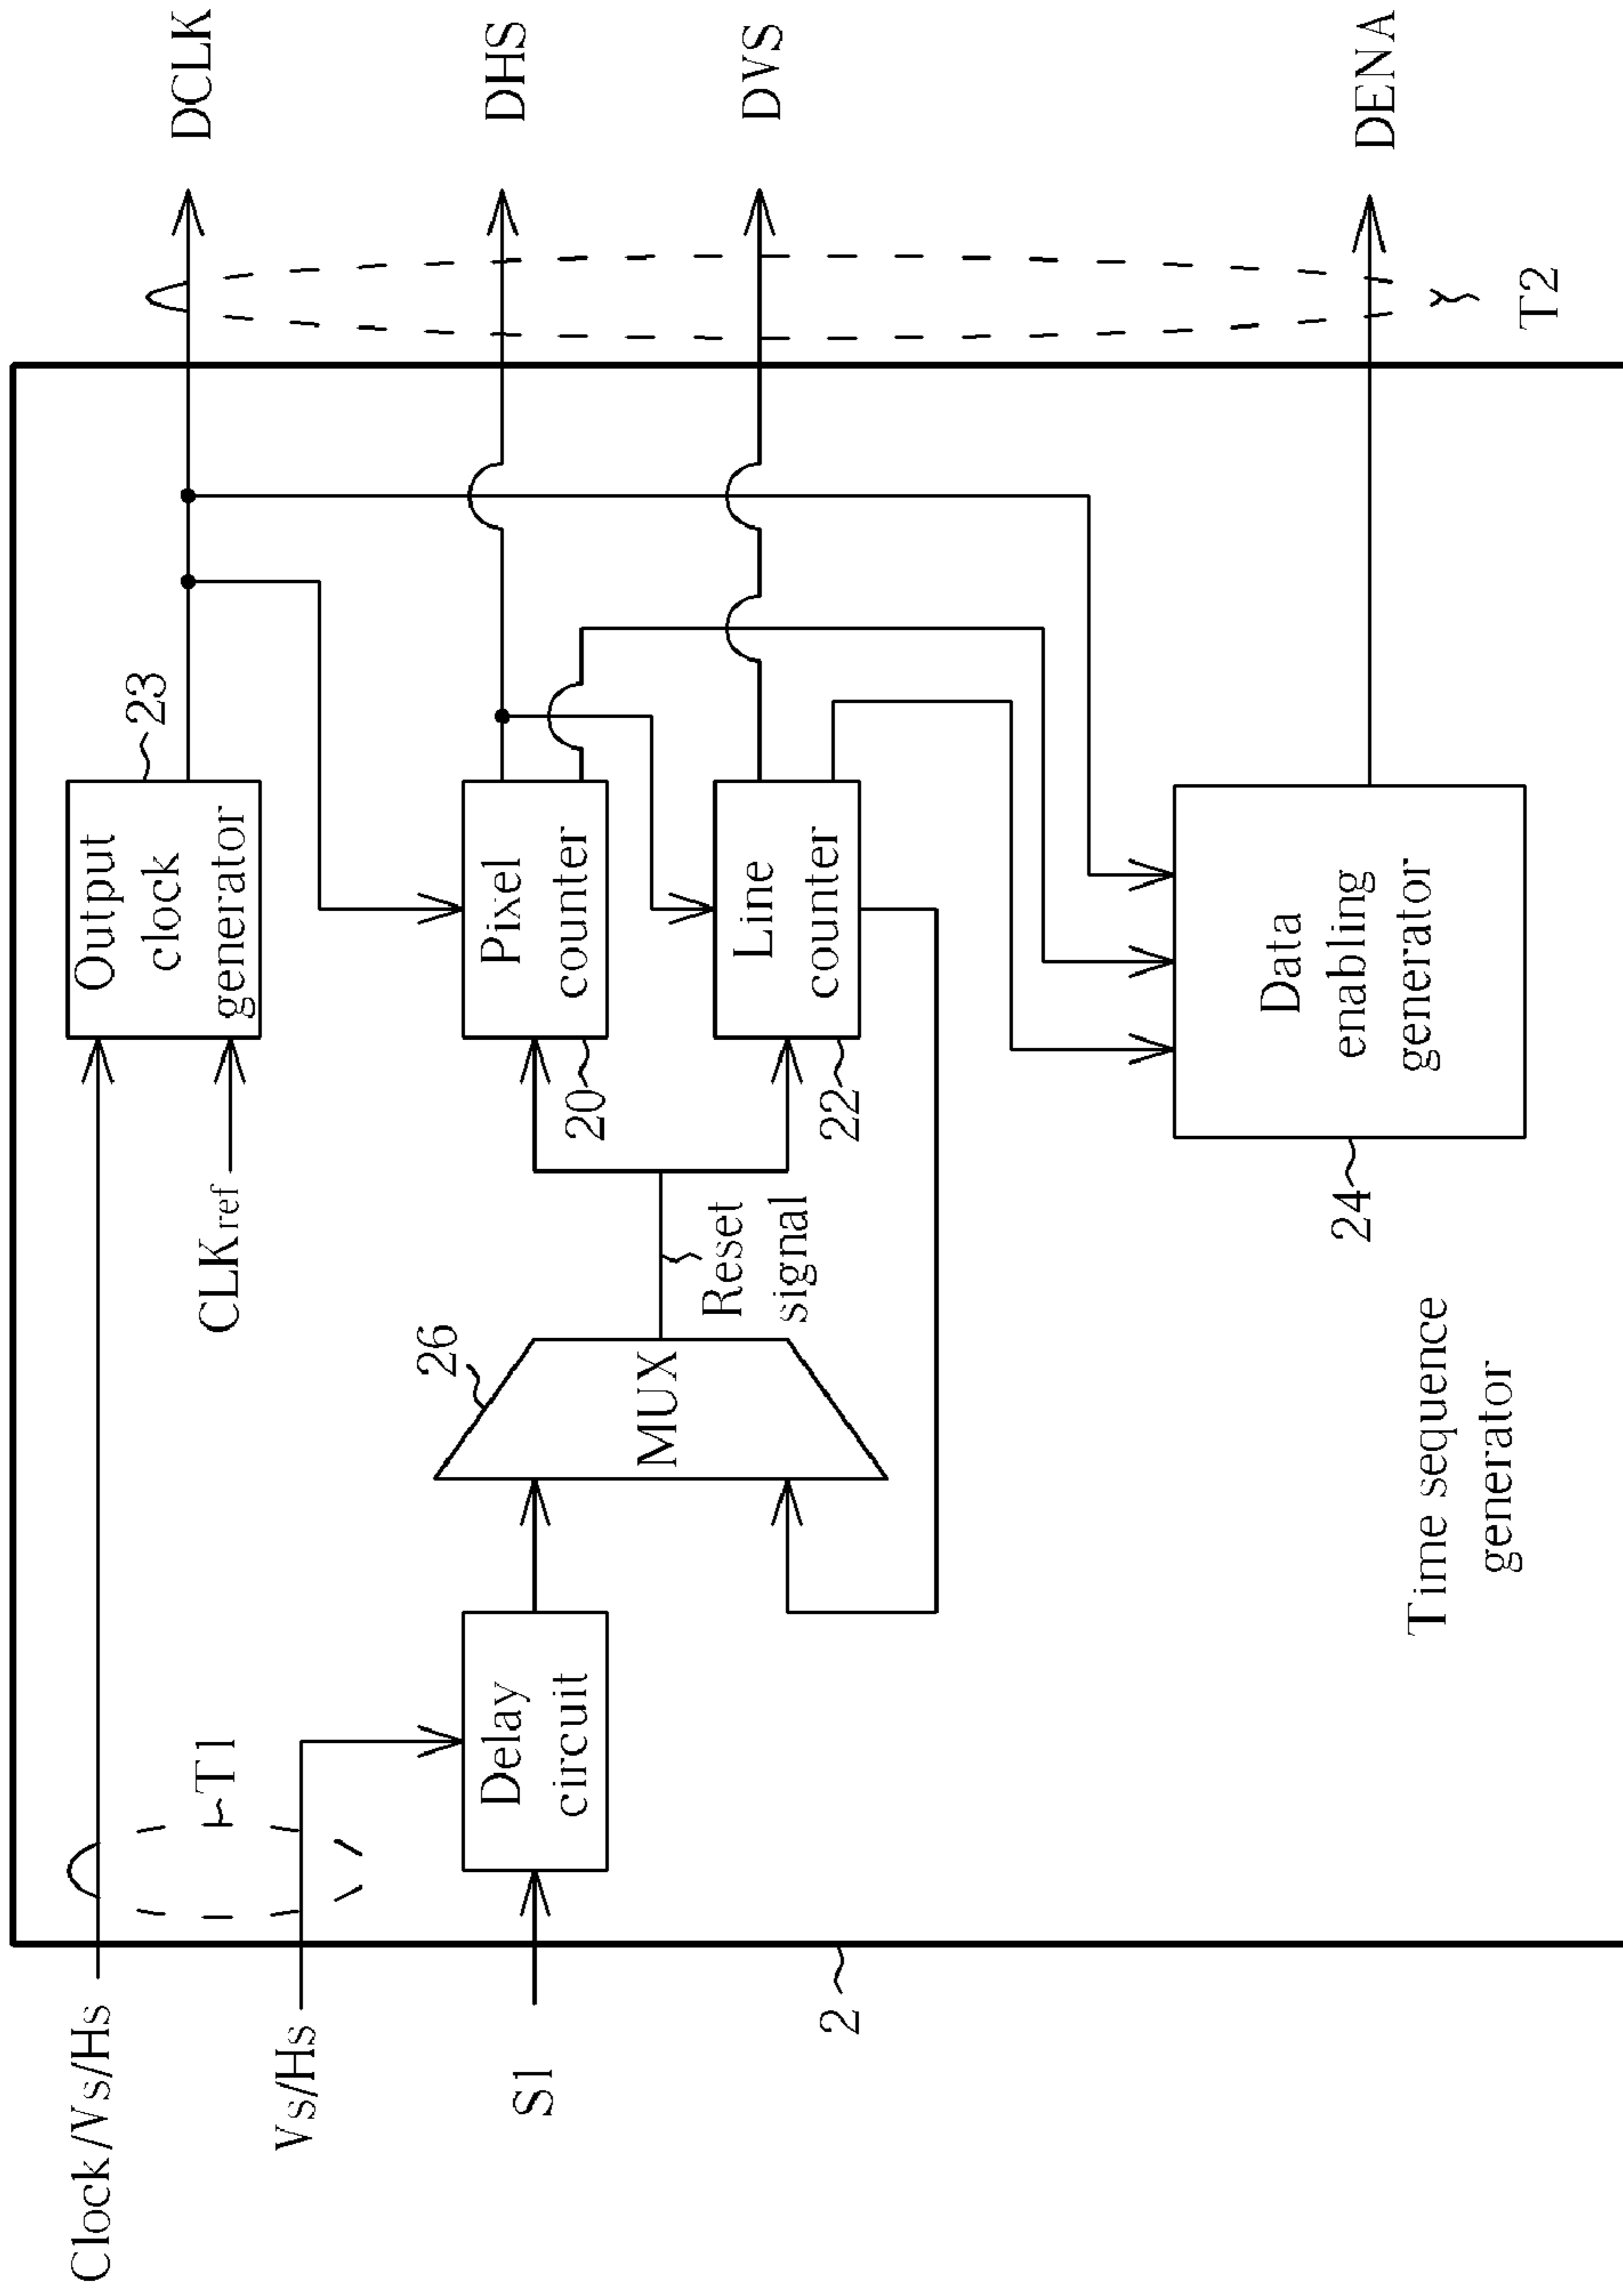 Clock/Vs/Hs
Vs/Hs
S1
2
T1
Delay
circuit
26
MUX
Reset
signal
CLKref
Output
clock
generator
23
Pixel
counter
20
Line
counter
22
Data
enabling
generator
24
Time sequence
generator
DCLK
DHS
DVS
DENA
T2